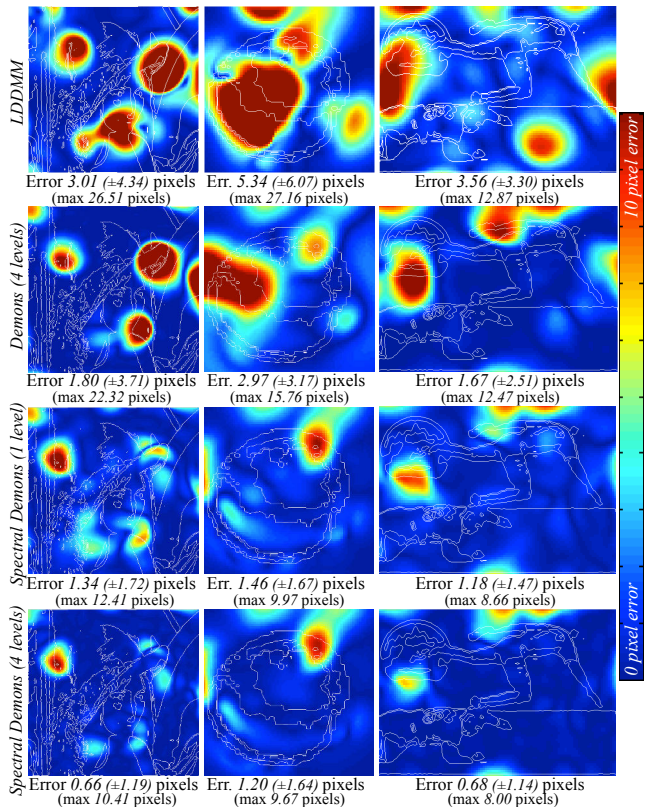 LDDMM
Error 3.01 (±4.34) pixels
(max 26.51 pixels)
Err. 5.34 (±6.07) pixels
(max 27.16 pixels)
Error 3.56 (±3.30) pixels
(max 12.87 pixels)
Demons (4 levels)
Error 1.80 (±3.71) pixels
(max 22.32 pixels)
Err. 2.97 (±3.17) pixels
(max 15.76 pixels)
Error 1.67 (±2.51) pixels
(max 12.47 pixels)
Spectral Demons (1 level)
Error 1.34 (±1.72) pixels
(max 12.41 pixels)
Err. 1.46 (±1.67) pixels
(max 9.97 pixels)
Error 1.18 (±1.47) pixels
(max 8.66 pixels)
Spectral Demons (4 levels)
Error 0.66 (±1.19) pixels
(max 10.41 pixels)
Err. 1.20 (±1.64) pixels
(max 9.67 pixels)
Error 0.68 (±1.14) pixels
(max 8.00 pixels)
10 pixel error
0 pixel error